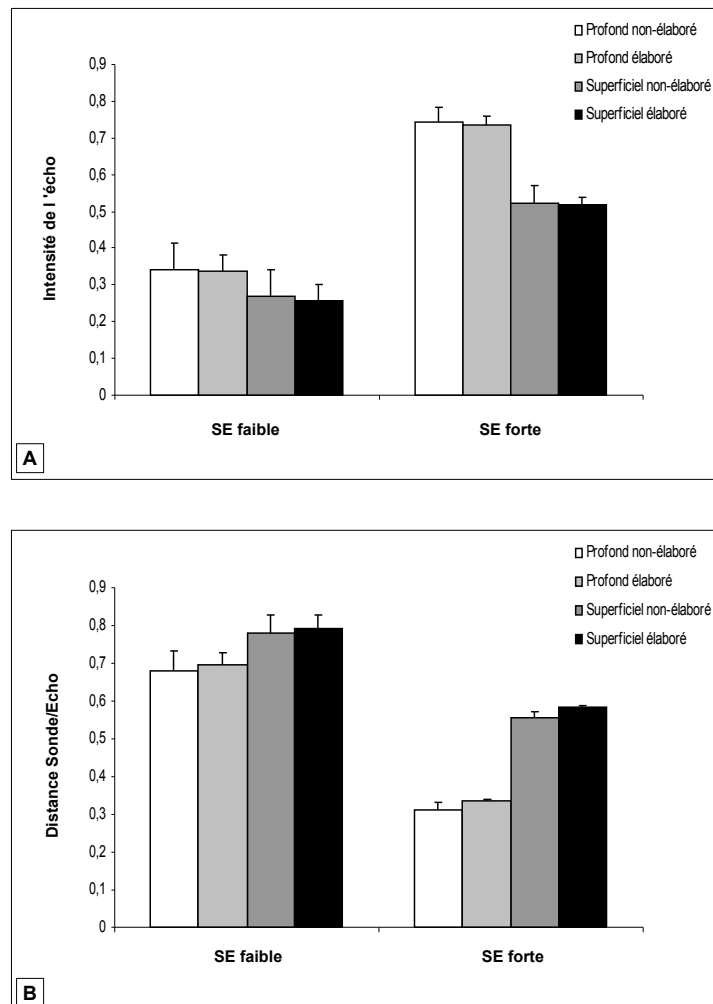 Profond non-élaboré
Profond élaboré
Superficiel non-élaboré
Superficiel élaboré
0,9
0,8
0,7
0,6
0,5
0,4
0,3
0,2
0,1
0
Intensité de l 'écho
SE faible
SE forte
A
Profond non-élaboré
Profond élaboré
Superficiel non-élaboré
Superficiel élaboré
0,9
0,8
0,7
0,6
0,5
0,4
0,3
0,2
0,1
0
Distance Sonde/Echo
SE faible
SE forte
B